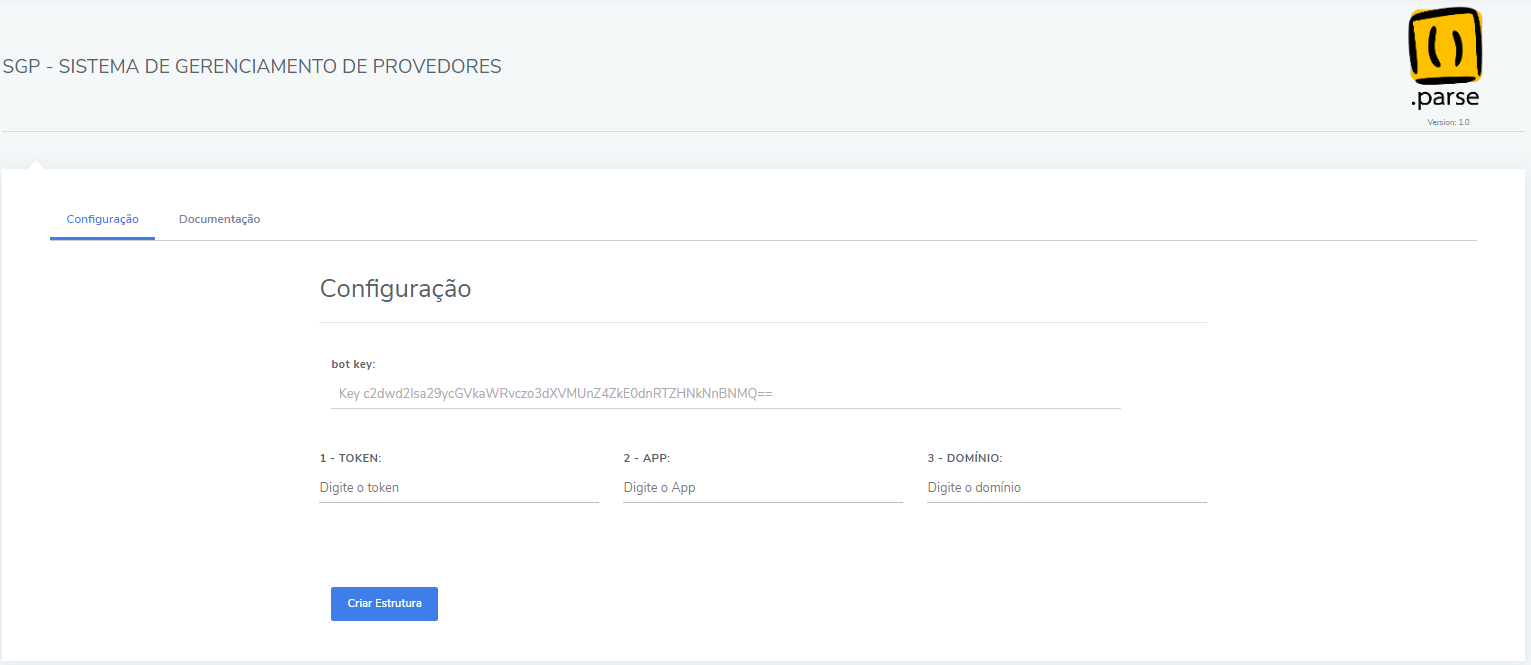 SGP - SISTEMA DE GERENCIAMENTO DE PROVEDORES
.parse
Version: 1.0
Configuração
Documentação
Configuração
bot key:
Key c2dwd2lsa29ycGVkaWRvczo3dXVMUnZ4ZkE0dnRTZHNkNnBNMQ==
1 - TOKEN:
2 - APP:
3 - DOMÍNIO:
Digite o token
Digite o App
Digite o domínio
Criar Estrutura